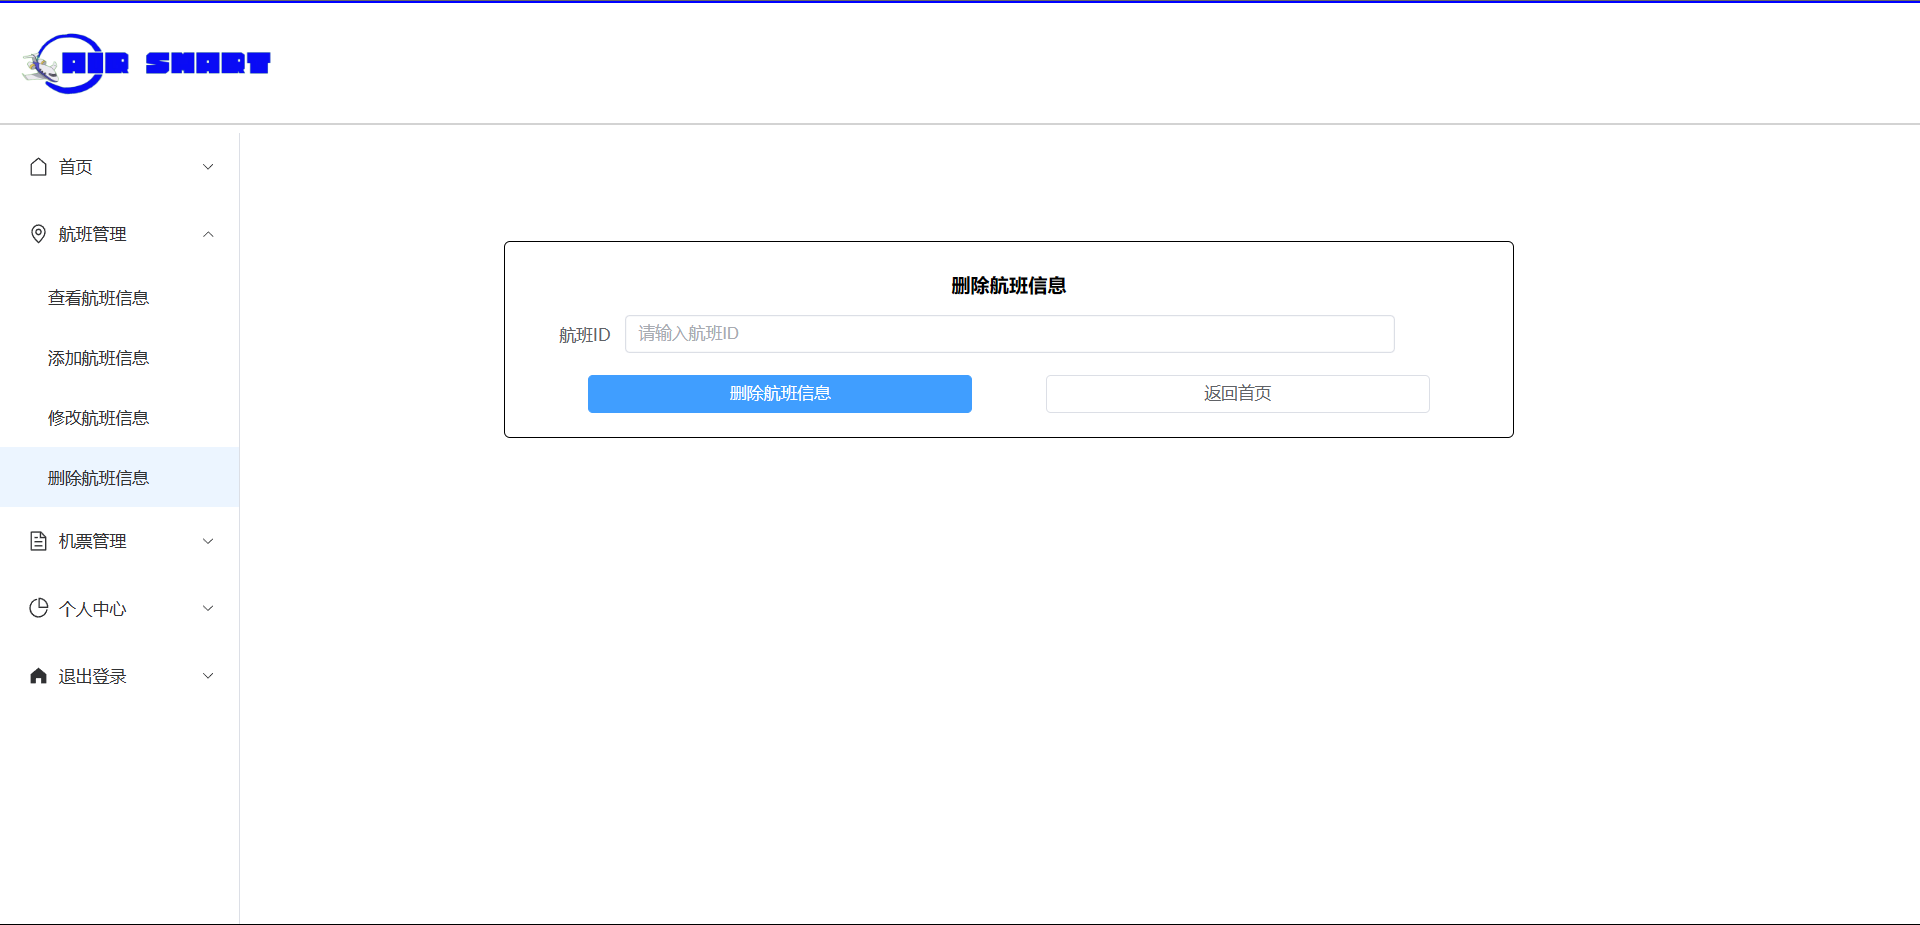 AIR SMART
首页
航班管理
查看航班信息
添加航班信息
修改航班信息
删除航班信息
机票管理
个人中心
退出登录
删除航班信息
航班ID 请输入航班ID
删除航班信息 返回首页